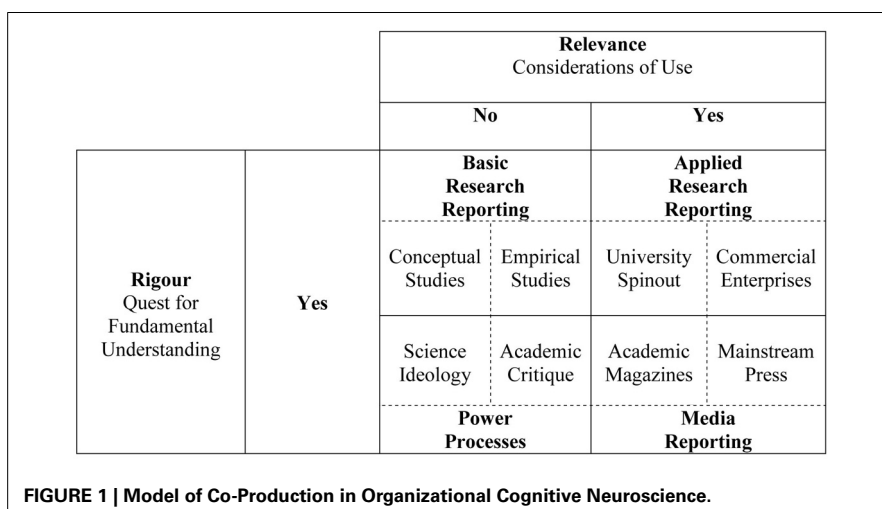 Relevance
Considerations of Use
No
Yes
Basic
Research
Reporting
Applied
Research
Reporting
Rigour
Quest for
Fundamental
Understanding
Yes
Conceptual
Studies
Empirical
Studies
University
Spinout
Commercial
Enterprises
Science
Ideology
Academic
Critique
Academic
Magazines
Mainstream
Press
Power
Processes
Media
Reporting
FIGURE 1 | Model of Co-Production in Organizational Cognitive Neuroscience.